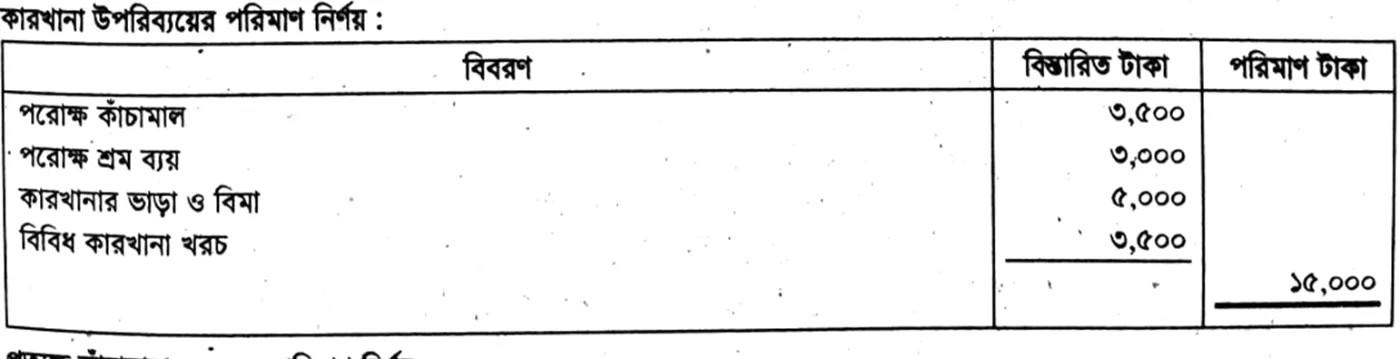 কারখানা উপরিব্যয়ের পরিমাণ নির্ণয় :
বিবরণ বিস্তারিত টাকা পরিমাণ টাকা
পরোক্ষ কাঁচামাল ৩,৫০০
পরোক্ষ শ্রম ব্যয় ৩,০০০
কারখানার ভাড়া ও বিমা ৫,০০০
বিবিধ কারখানা খরচ ৩,৫০০
১৫,০০০